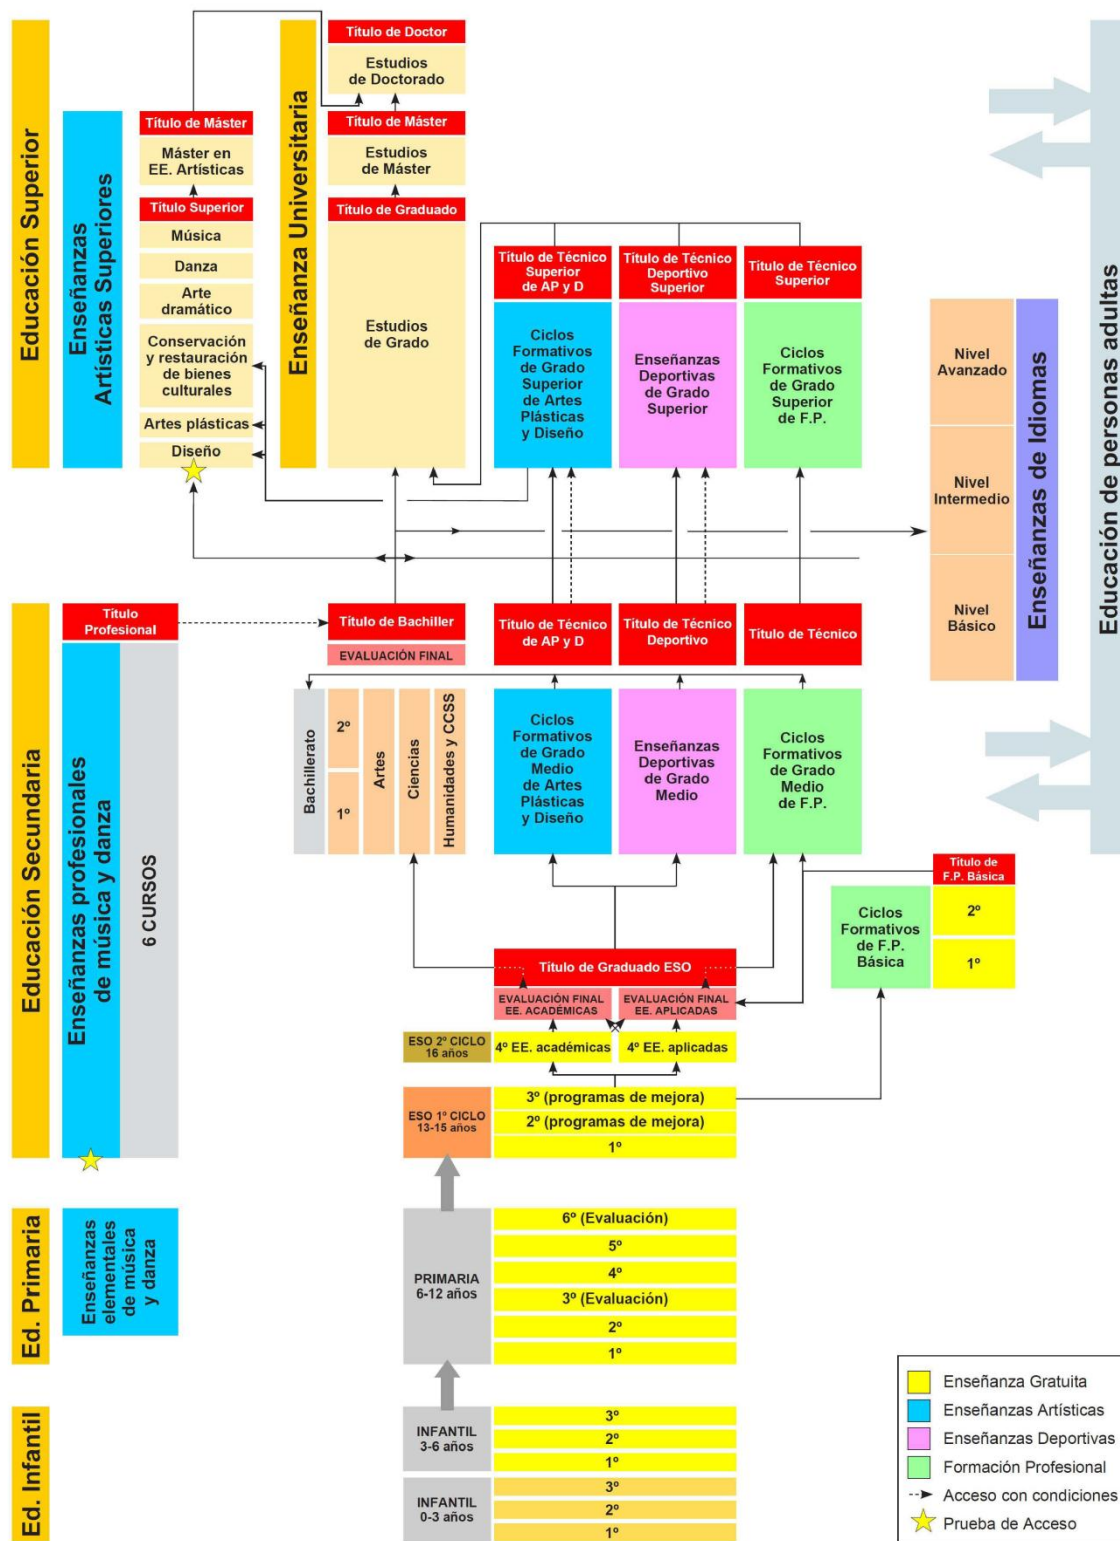 Educación Superior
Enseñanzas
Artísticas Superiores
Título de Máster
Máster en
EE. Artísticas
Título Superior
Música
Danza
Arte
dramático
Conservación
y restauración
de bienes
culturales
Artes plásticas
Diseño
Enseñanza Universitaria
Título de Doctor
Estudios
de Doctorado
Título de Máster
Estudios
de Máster
Título de Graduado
Estudios
de Grado
Título de Técnico
Superior
de AP y D
Ciclos
Formativos
de Grado
Superior
de Artes
Plásticas
y Diseño
Título de Técnico
Deportivo
Superior
Enseñanzas
Deportivas
de Grado
Superior
Título de Técnico
Superior
Ciclos
Formativos
de Grado
Superior
de F.P.
Nivel
Avanzado
Nivel
Intermedio
Nivel
Básico
Enseñanzas de Idiomas
Educación de personas adultas
Educación Secundaria
Título
Profesional
Enseñanzas profesionales
de música y danza
6 CURSOS
Título de Bachiller
EVALUACIÓN FINAL
Bachillerato
2º
1º
Artes
Ciencias
Humanidades y CCSS
Título de Técnico
de AP y D
Ciclos
Formativos
de Grado
Medio
de Artes
Plásticas
y Diseño
Título de Técnico
Deportivo
Enseñanzas
Deportivas
de Grado
Medio
Título de Técnico
Ciclos
Formativos
de Grado
Medio
de F.P.
Título de
F.P. Básica
Ciclos
Formativos
de F.P.
Básica
2º
1º
Título de Graduado ESO
EVALUACIÓN FINAL
EE. ACADÉMICAS
EVALUACIÓN FINAL
EE. APLICADAS
ESO 2º CICLO
16 años
4º EE. académicas
4º EE. aplicadas
ESO 1º CICLO
13-15 años
3º (programas de mejora)
2º (programas de mejora)
1º
Ed. Primaria
Enseñanzas
elementales
de música
y danza
PRIMARIA
6-12 años
6º (Evaluación)
5º
4º
3º (Evaluación)
2º
1º
Ed. Infantil
INFANTIL
3-6 años
3º
2º
1º
INFANTIL
0-3 años
3º
2º
1º
Enseñanza Gratuita
Enseñanzas Artísticas
Enseñanzas Deportivas
Formación Profesional
Acceso con condiciones
Prueba de Acceso